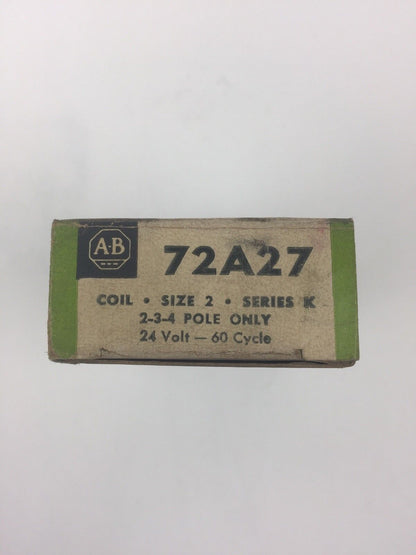 A-B
72A27
COIL • SIZE 2 • SERIES K
2-3-4 POLE ONLY
24 Volt — 60 Cycle